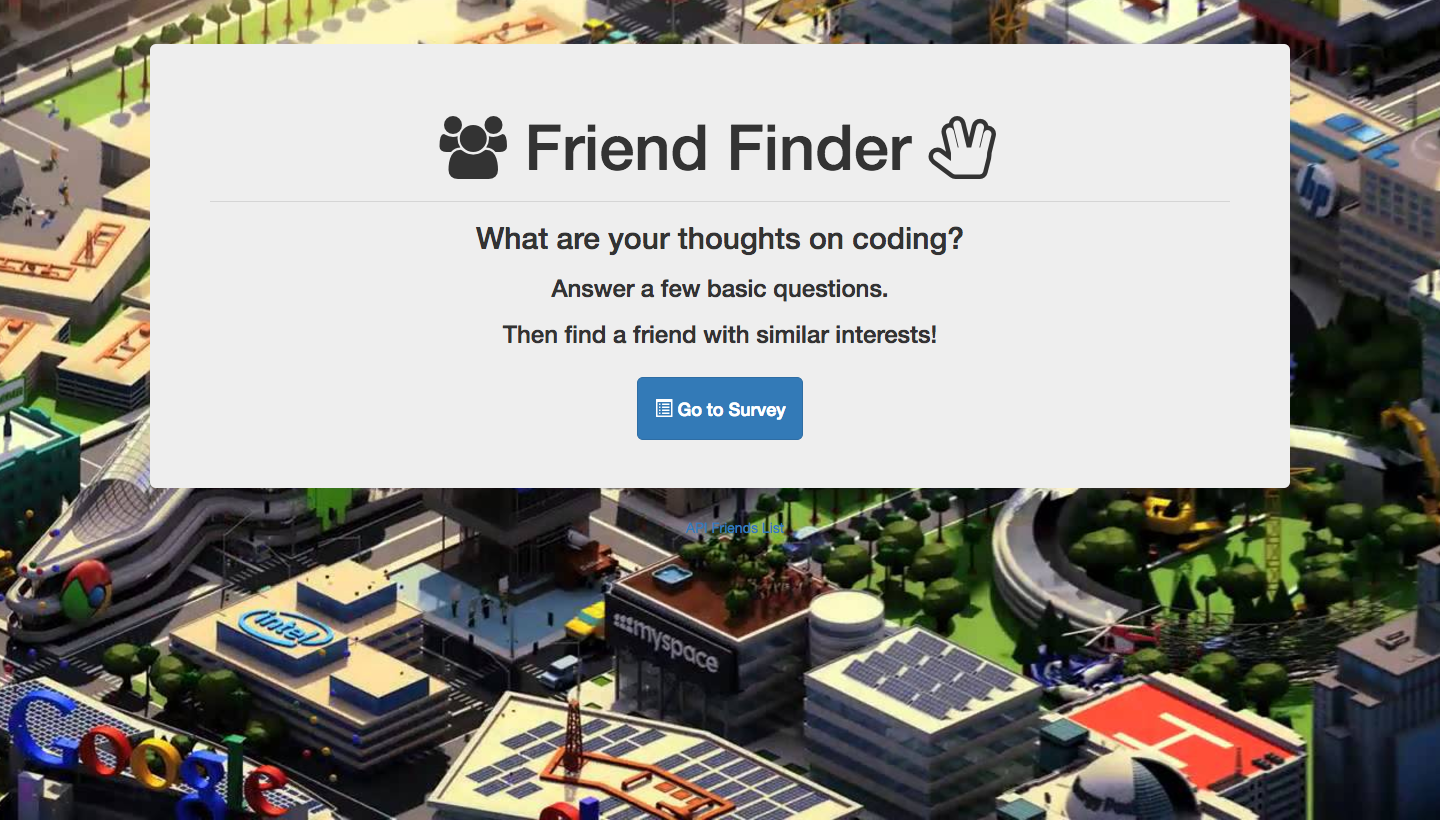 hp
Friend Finder
What are your thoughts on coding?
Answer a few basic questions.
Then find a friend with similar interests!
Go to Survey
API Friends List
intel
myspace
Google
H